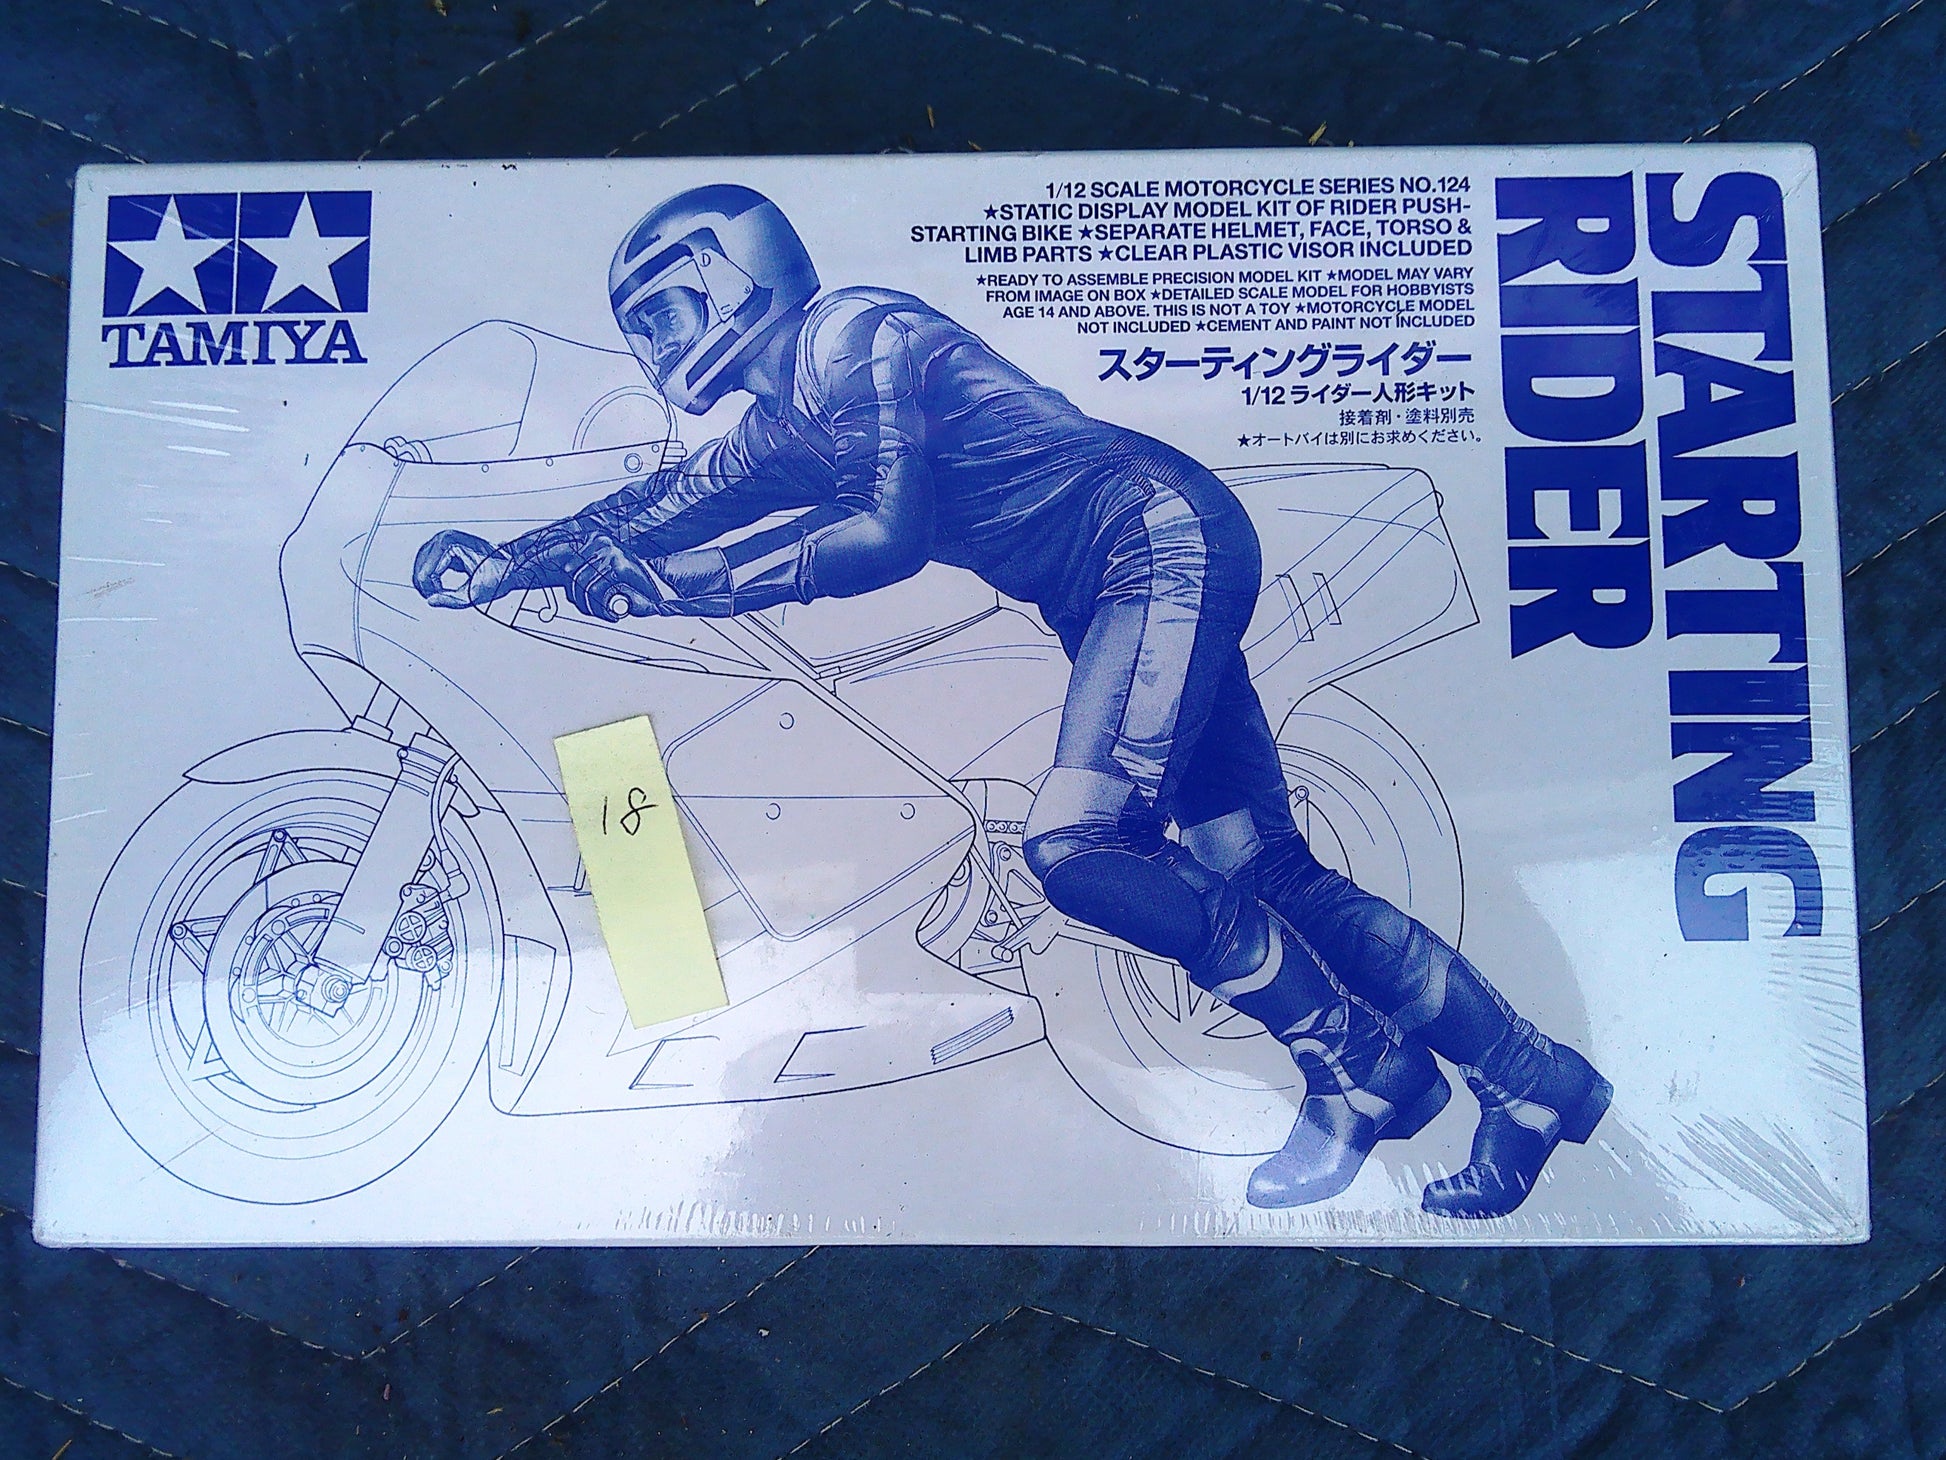 TAMIYA
1/12 SCALE MOTORCYCLE SERIES NO.124
★STATIC DISPLAY MODEL KIT OF RIDER PUSH-
STARTING BIKE ★SEPARATE HELMET, FACE, TORSO &
LIMB PARTS ★CLEAR PLASTIC VISOR INCLUDED
★READY TO ASSEMBLE PRECISION MODEL KIT ★MODEL MAY VARY
FROM IMAGE ON BOX ★DETAILED SCALE MODEL FOR HOBBYISTS
AGE 14 AND ABOVE. THIS IS NOT A TOY ★MOTORCYCLE MODEL
NOT INCLUDED ★CEMENT AND PAINT NOT INCLUDED
スターティングライダー
1/12 ライダー人形キット
接着剤・塗料別売
★オートバイは別にお求めください。
STARTING
RIDER
18